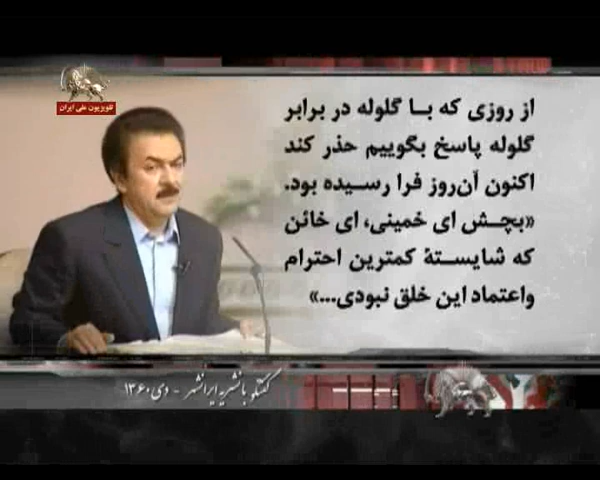 تلویزیون ملی ایران
از روزی که با گلوله در برابر
گلوله پاسخ بگوییم حذر کند
اکنون آن‌روز فرا رسیده بود.
«بچش ای خمینی، ای خائن
که شایستهٔ کمترین احترام
واعتماد این خلق نبودی...»
گفتگو با نشریه ایرانشهر - دی ۱۳۶۰